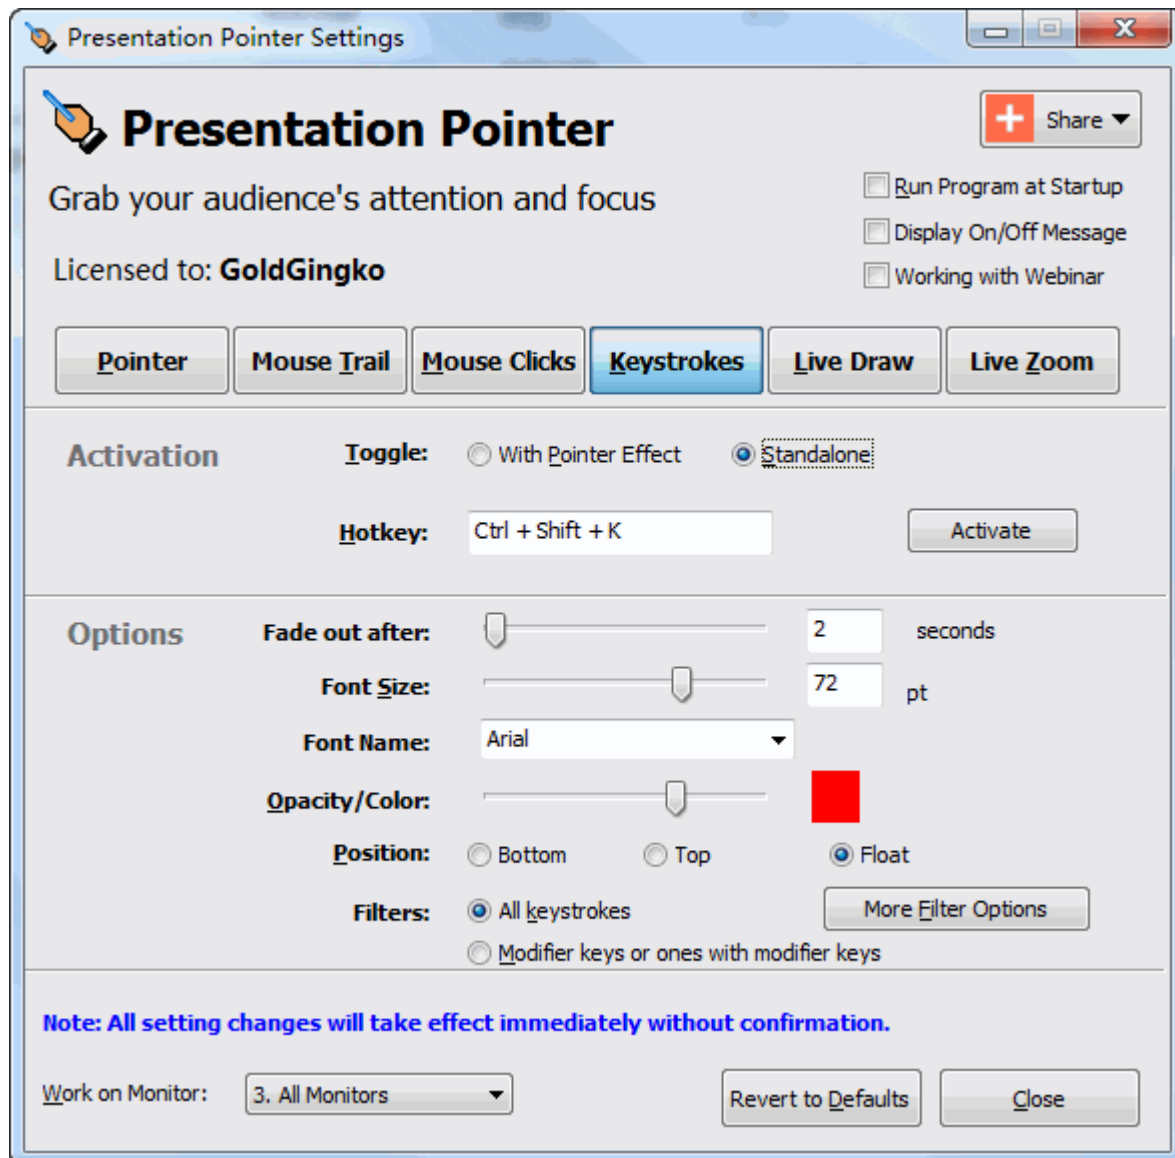 Presentation Pointer Settings
Presentation Pointer
Share
Grab your audience's attention and focus
Run Program at Startup
Display On/Off Message
Licensed to: GoldGingko
Working with Webinar
Pointer Mouse Trail Mouse Clicks Keystrokes Live Draw Live Zoom
Activation Toggle: With Pointer Effect Standalone
Hotkey: Ctrl + Shift + K Activate
Options Fade out after: 2 seconds
Font Size: 72 pt
Font Name: Arial
Opacity/Color:
Position: Bottom Top Float
Filters: All keystrokes More Filter Options
Modifier keys or ones with modifier keys
Note: All setting changes will take effect immediately without confirmation.
Work on Monitor: 3. All Monitors Revert to Defaults Close